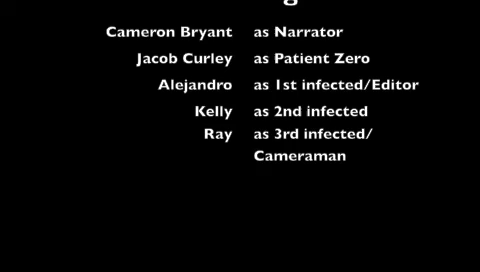 Cameron Bryant as Narrator
Jacob Curley as Patient Zero
Alejandro as 1st infected/Editor
Kelly as 2nd infected
Ray as 3rd infected/
Cameraman